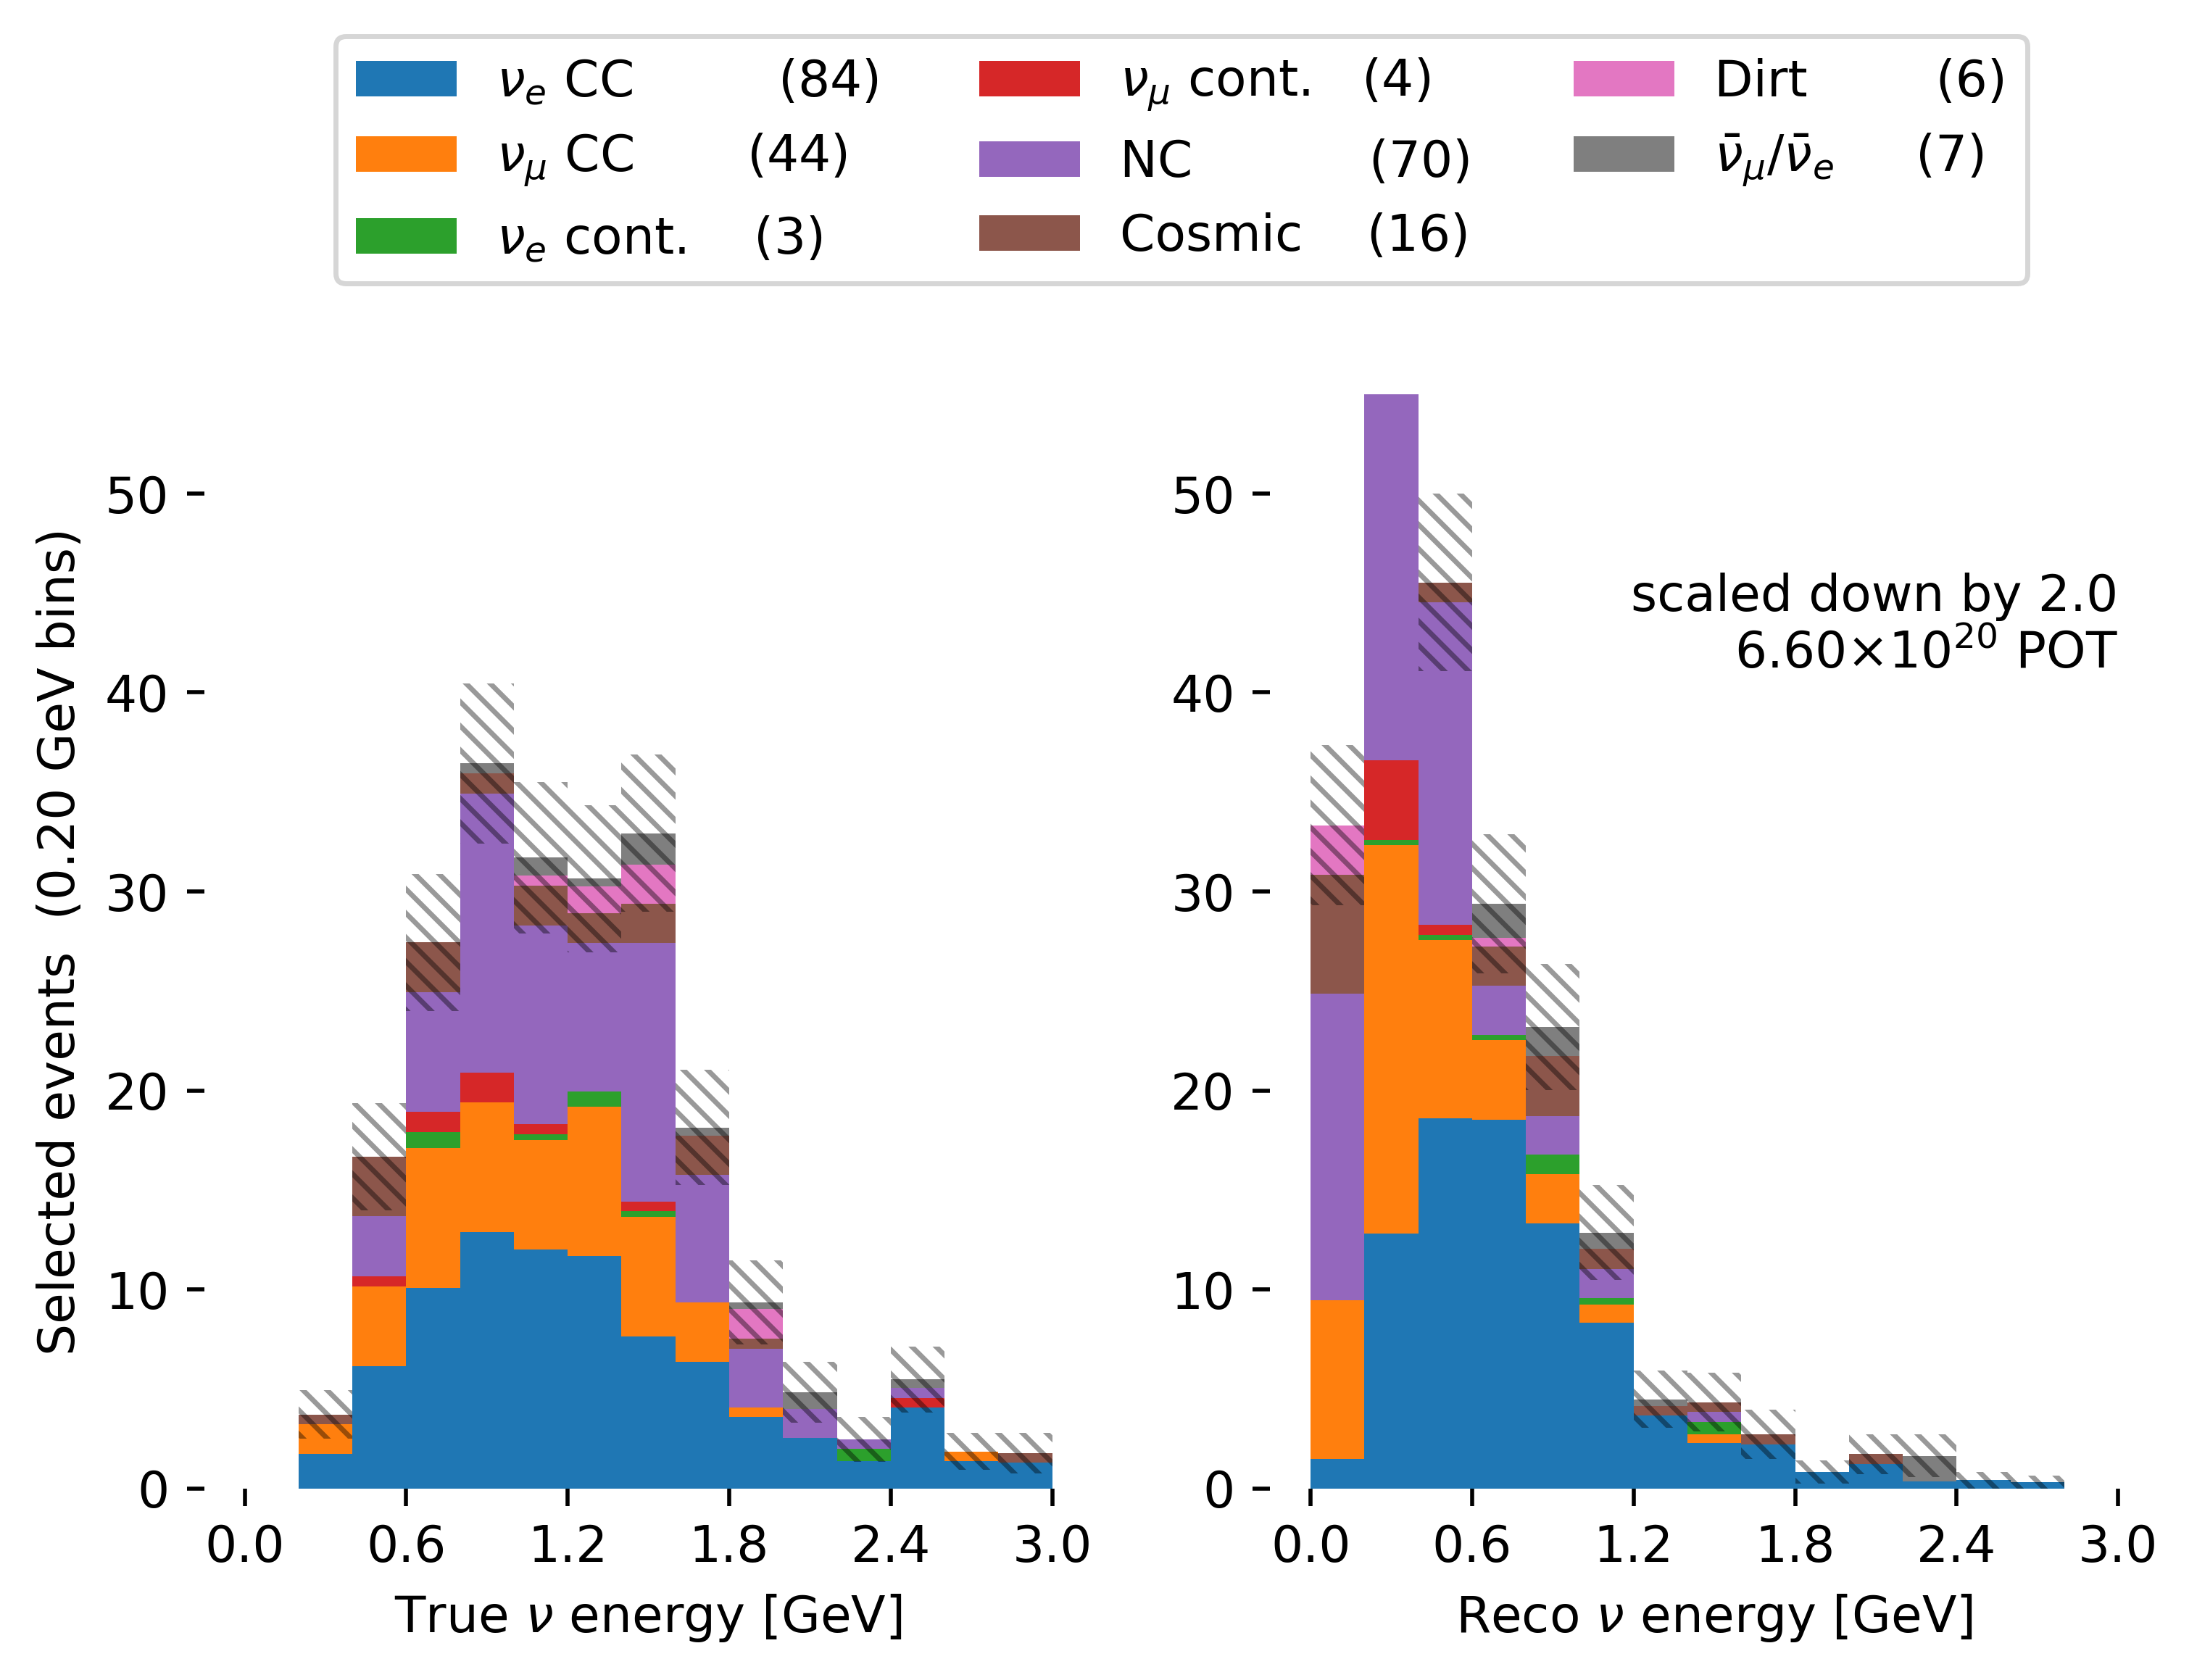 νe CC (84)
νμ CC (44)
νe cont. (3)
νμ cont. (4)
NC (70)
Cosmic (16)
Dirt (6)
ν̄μ/ν̄e (7)
Selected events (0.20 GeV bins)
50
40
30
20
10
0
0.0 0.6 1.2 1.8 2.4 3.0
True ν energy [GeV]
50
40
30
20
10
0
scaled down by 2.0
6.60×10²⁰ POT
0.0 0.6 1.2 1.8 2.4 3.0
Reco ν energy [GeV]